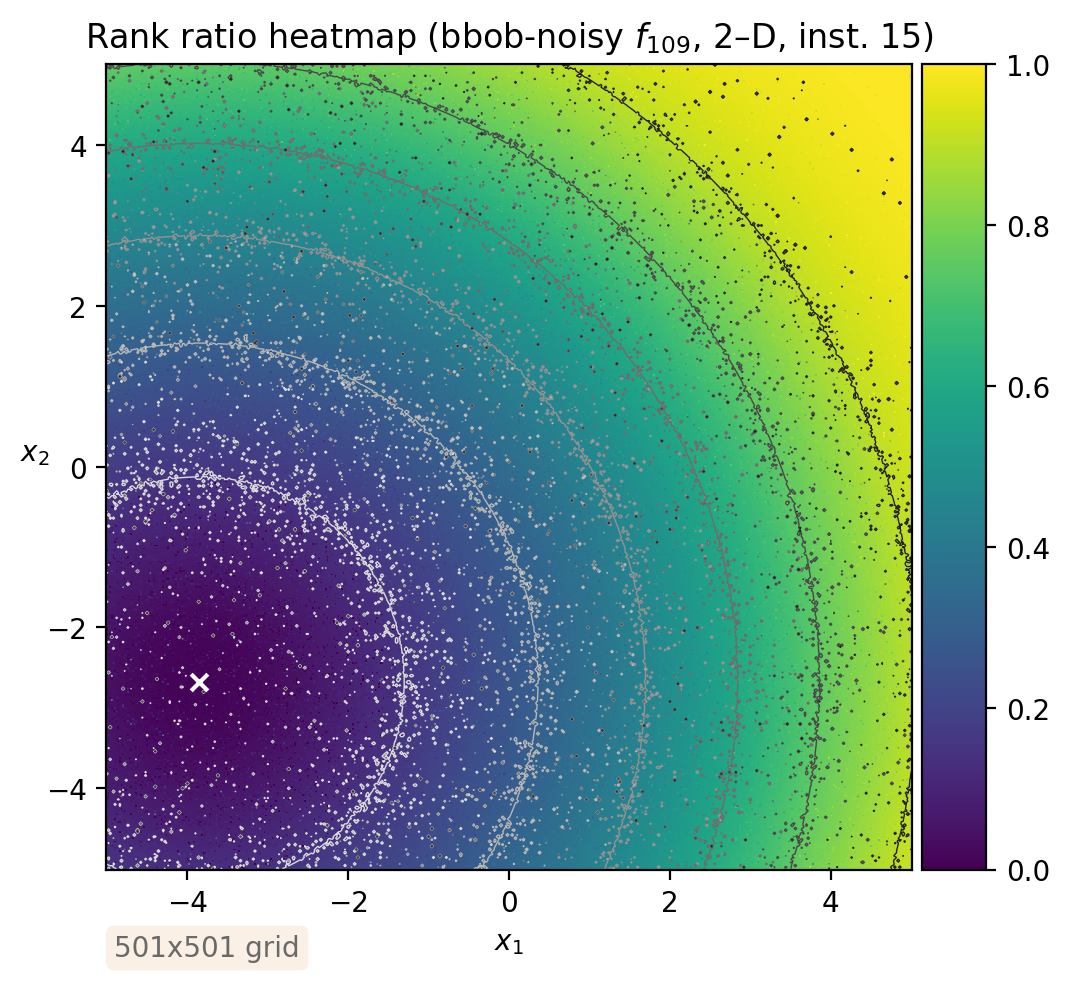 Rank ratio heatmap (bbob-noisy f₁₀₉, 2–D, inst. 15)
1.0
0.8
0.6
0.4
0.2
0.0
4
2
0
−2
−4
x₂
−4 −2 0 2 4
x₁
501x501 grid